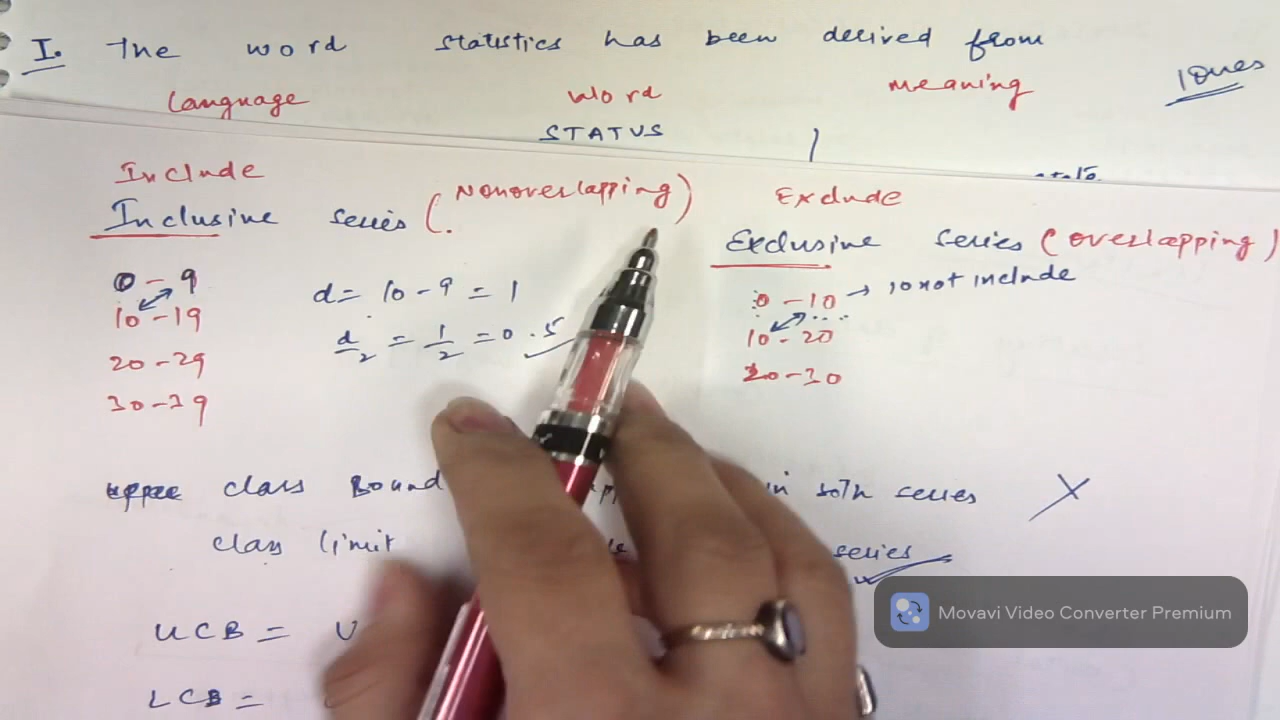 I. The word statistics has been derived from
Language Word Meaning
STATUS
Include
Inclusive series (Nonoverlapping)
0 - 9
10 - 19
20 - 29
30 - 39
d = 10 - 9 = 1
d/2 = 1/2 = 0.5
Exclude
Exclusive series (overlapping)
0 - 10 → 10 not include
10 - 20
20 - 30
class Bound in both series
class limit series
UCB = U
LCB =
Movavi Video Converter Premium